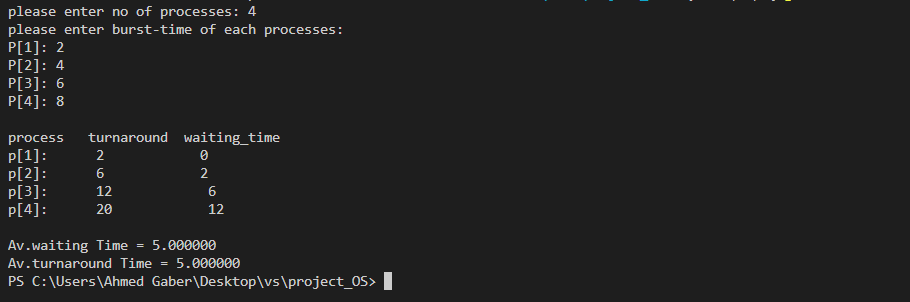 please enter no of processes: 4
please enter burst-time of each processes:
P[1]: 2
P[2]: 4
P[3]: 6
P[4]: 8
process turnaround waiting_time
p[1]: 2 0
p[2]: 6 2
p[3]: 12 6
p[4]: 20 12
Av.waiting Time = 5.000000
Av.turnaround Time = 5.000000
PS C:\Users\Ahmed Gaber\Desktop\vs\project_OS>